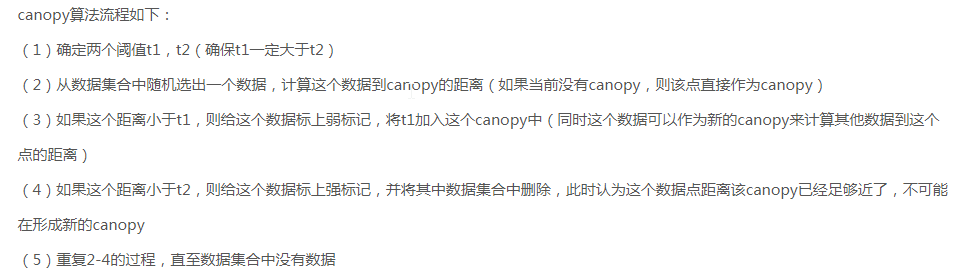 canopy算法流程如下：
（1）确定两个阈值t1，t2（确保t1一定大于t2）
（2）从数据集合中随机选出一个数据，计算这个数据到canopy的距离（如果当前没有canopy，则该点直接作为canopy）
（3）如果这个距离小于t1，则给这个数据标上弱标记，将t1加入这个canopy中（同时这个数据可以作为新的canopy来计算其他数据到这个
点的距离）
（4）如果这个距离小于t2，则给这个数据标上强标记，并将其中数据集合中删除，此时认为这个数据点距离该canopy已经足够近了，不可能
在形成新的canopy
（5）重复2-4的过程，直至数据集合中没有数据